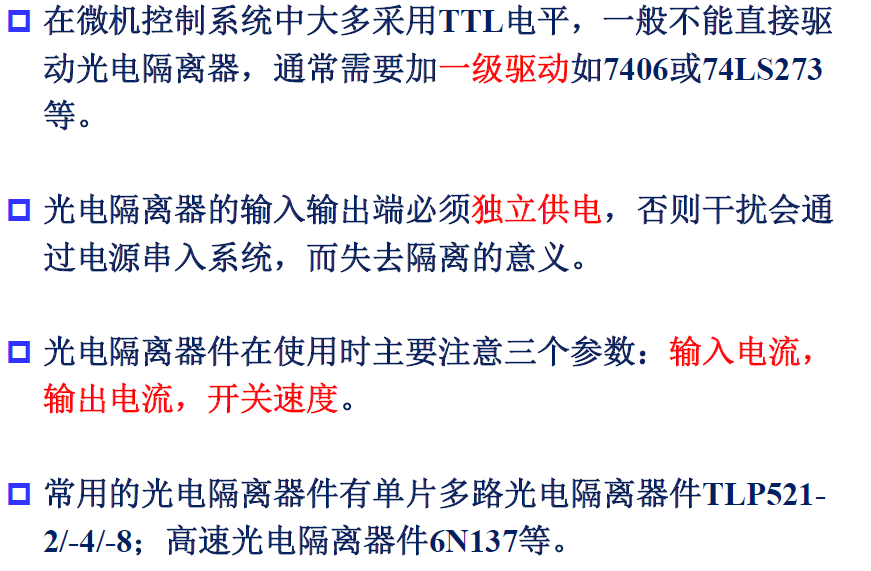 在微机控制系统中大多采用TTL电平，一般不能直接驱
动光电隔离器，通常需要加一级驱动如7406或74LS273
等。
光电隔离器的输入输出端必须独立供电，否则干扰会通
过电源串入系统，而失去隔离的意义。
光电隔离器件在使用时主要注意三个参数：输入电流，
输出电流，开关速度。
常用的光电隔离器件有单片多路光电隔离器件TLP521-
2/-4/-8；高速光电隔离器件6N137等。